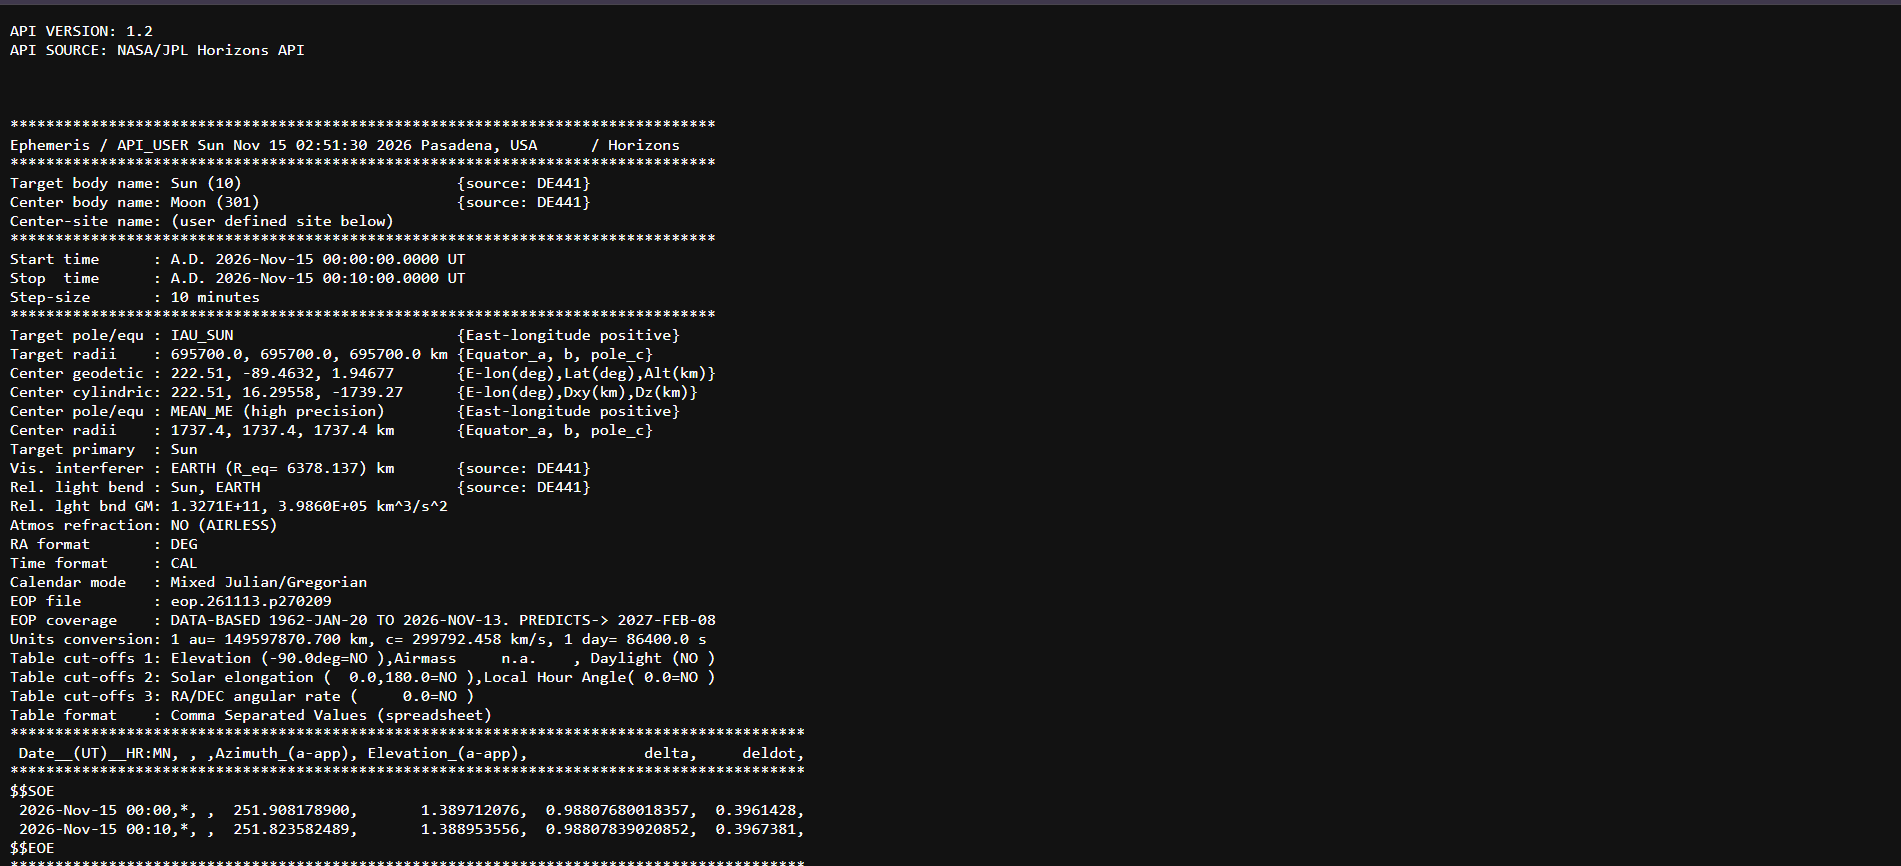 API VERSION: 1.2
API SOURCE: NASA/JPL Horizons API
*******************************************************************************
Ephemeris / API_USER Sun Nov 15 02:51:30 2026 Pasadena, USA      / Horizons
*******************************************************************************
Target body name: Sun (10)                        {source: DE441}
Center body name: Moon (301)                      {source: DE441}
Center-site name: (user defined site below)
*******************************************************************************
Start time      : A.D. 2026-Nov-15 00:00:00.0000 UT
Stop  time      : A.D. 2026-Nov-15 00:10:00.0000 UT
Step-size       : 10 minutes
*******************************************************************************
Target pole/equ : IAU_SUN                         {East-longitude positive}
Target radii    : 695700.0, 695700.0, 695700.0 km {Equator_a, b, pole_c}
Center geodetic : 222.51, -89.4632, 1.94677       {E-lon(deg),Lat(deg),Alt(km)}
Center cylindric: 222.51, 16.29558, -1739.27      {E-lon(deg),Dxy(km),Dz(km)}
Center pole/equ : MEAN_ME (high precision)        {East-longitude positive}
Center radii    : 1737.4, 1737.4, 1737.4 km       {Equator_a, b, pole_c}
Target primary  : Sun
Vis. interferer : EARTH (R_eq= 6378.137) km       {source: DE441}
Rel. light bend : Sun, EARTH                      {source: DE441}
Rel. lght bnd GM: 1.3271E+11, 3.9860E+05 km^3/s^2
Atmos refraction: NO (AIRLESS)
RA format       : DEG
Time format     : CAL
Calendar mode   : Mixed Julian/Gregorian
EOP file        : eop.261113.p270209
EOP coverage    : DATA-BASED 1962-JAN-20 TO 2026-NOV-13. PREDICTS-> 2027-FEB-08
Units conversion: 1 au= 149597870.700 km, c= 299792.458 km/s, 1 day= 86400.0 s
Table cut-offs 1: Elevation (-90.0deg=NO ),Airmass     n.a.    , Daylight (NO )
Table cut-offs 2: Solar elongation (  0.0,180.0=NO ),Local Hour Angle( 0.0=NO )
Table cut-offs 3: RA/DEC angular rate (     0.0=NO )
Table format    : Comma Separated Values (spreadsheet)
*****************************************************************************************
 Date__(UT)__HR:MN, , ,Azimuth_(a-app), Elevation_(a-app),             delta,     deldot,
*****************************************************************************************
$$SOE
 2026-Nov-15 00:00,*, ,  251.908178900,       1.389712076,  0.98807680018357,  0.3961428,
 2026-Nov-15 00:10,*, ,  251.823582489,       1.388953556,  0.98807839020852,  0.3967381,
$$EOE
*****************************************************************************************